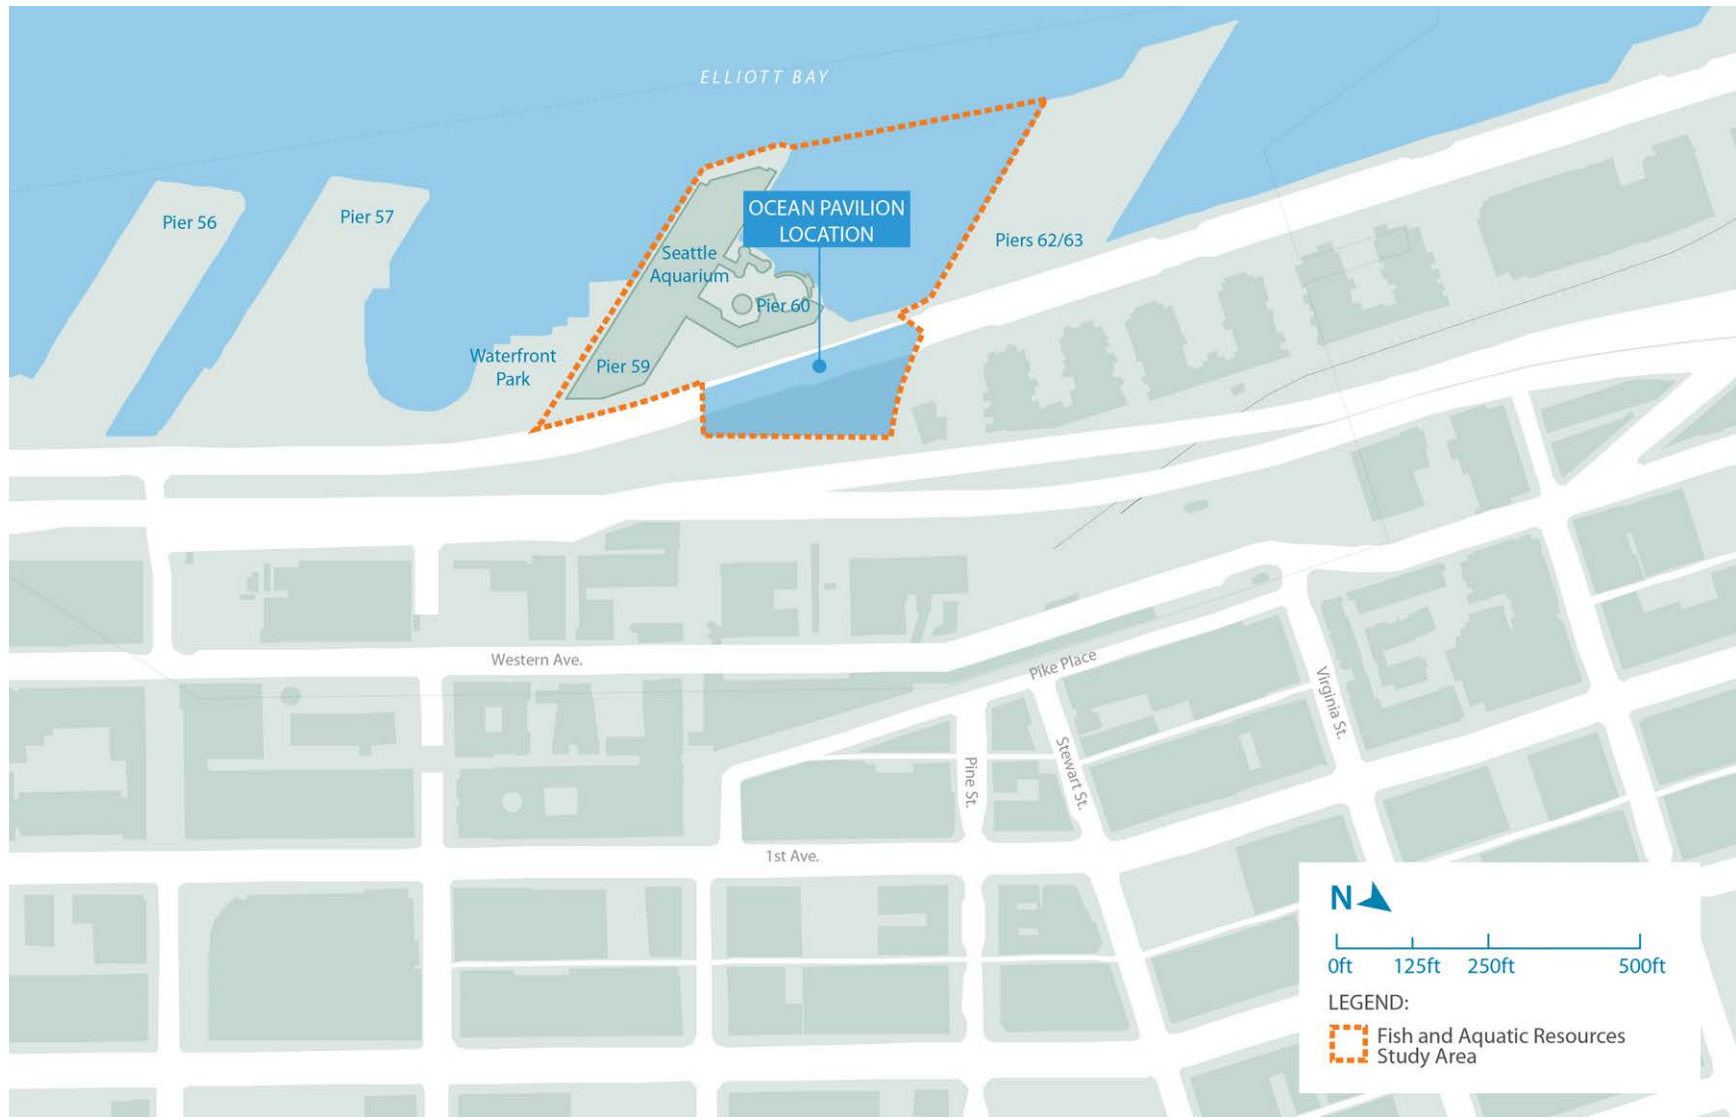 ELLIOTT BAY
Pier 56
Pier 57
OCEAN PAVILION
LOCATION
Piers 62/63
Seattle
Aquarium
Pier 60
Waterfront
Park
Pier 59
Western Ave.
Pike Place
Virginia St.
Pine St.
Stewart St.
1st Ave.
N
0ft 125ft 250ft 500ft
LEGEND:
Fish and Aquatic Resources
Study Area